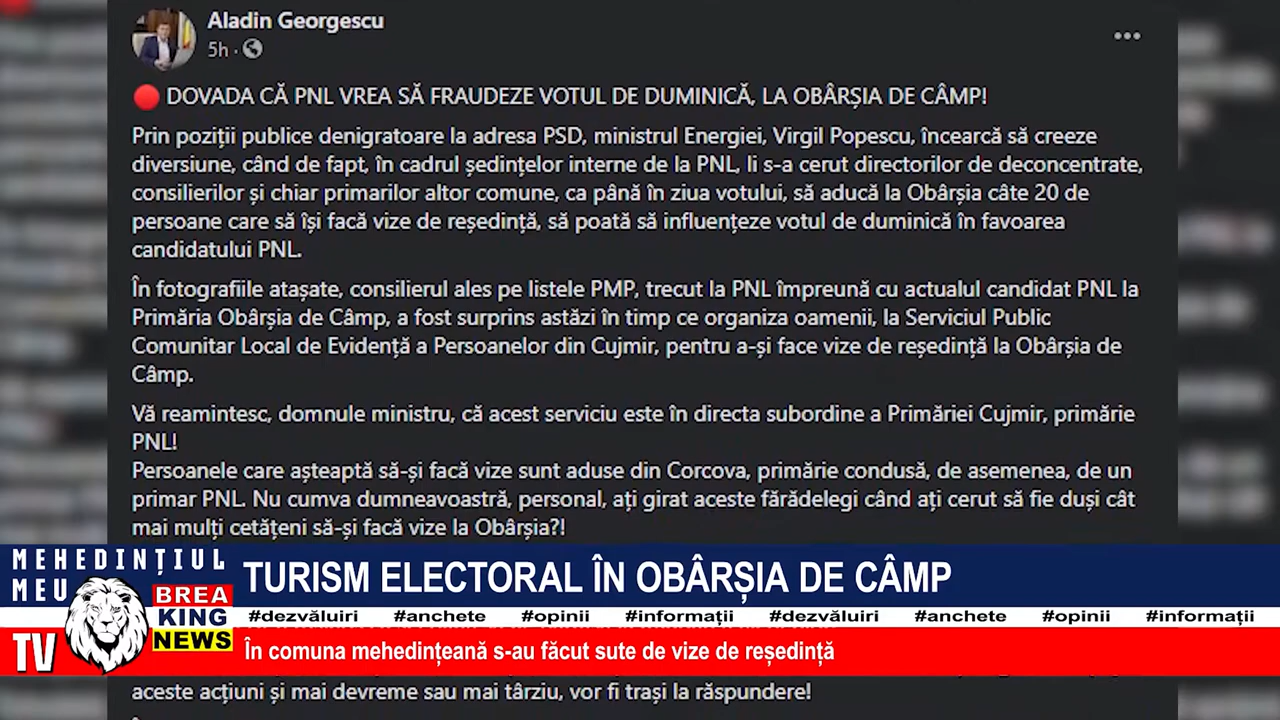 Aladin Georgescu
5h ·
DOVADA CĂ PNL VREA SĂ FRAUDEZE VOTUL DE DUMINICĂ, LA OBÂRȘIA DE CÂMP!
Prin poziții publice denigratoare la adresa PSD, ministrul Energiei, Virgil Popescu, încearcă să creeze
diversiune, când de fapt, în cadrul ședințelor interne de la PNL, li s-a cerut directorilor de deconcentrate,
consilierilor și chiar primarilor altor comune, ca până în ziua votului, să aducă la Obârșia câte 20 de
persoane care să își facă vize de reședință, să poată să influențeze votul de duminică în favoarea
candidatului PNL.
În fotografiile atașate, consilierul ales pe listele PMP, trecut la PNL împreună cu actualul candidat PNL la
Primăria Obârșia de Câmp, a fost surprins astăzi în timp ce organiza oamenii, la Serviciul Public
Comunitar Local de Evidență a Persoanelor din Cujmir, pentru a-și face vize de reședință la Obârșia de
Câmp.
Vă reamintesc, domnule ministru, că acest serviciu este în directa subordine a Primăriei Cujmir, primărie
PNL!
Persoanele care așteaptă să-și facă vize sunt aduse din Corcova, primărie condusă, de asemenea, de un
primar PNL. Nu cumva dumneavoastră, personal, ați girat aceste fărădelegi când ați cerut să fie duși cât
mai mulți cetățeni să-și facă vize la Obârșia?!
MEHEDINȚIUL
MEU
TV
BREA
KING
NEWS
TURISM ELECTORAL ÎN OBÂRȘIA DE CÂMP
#dezvăluiri #anchete #opinii #informații #dezvăluiri #anchete #opinii #informații
În comuna mehedințeană s-au făcut sute de vize de reședință
aceste acțiuni și mai devreme sau mai târziu, vor fi trași la răspundere!